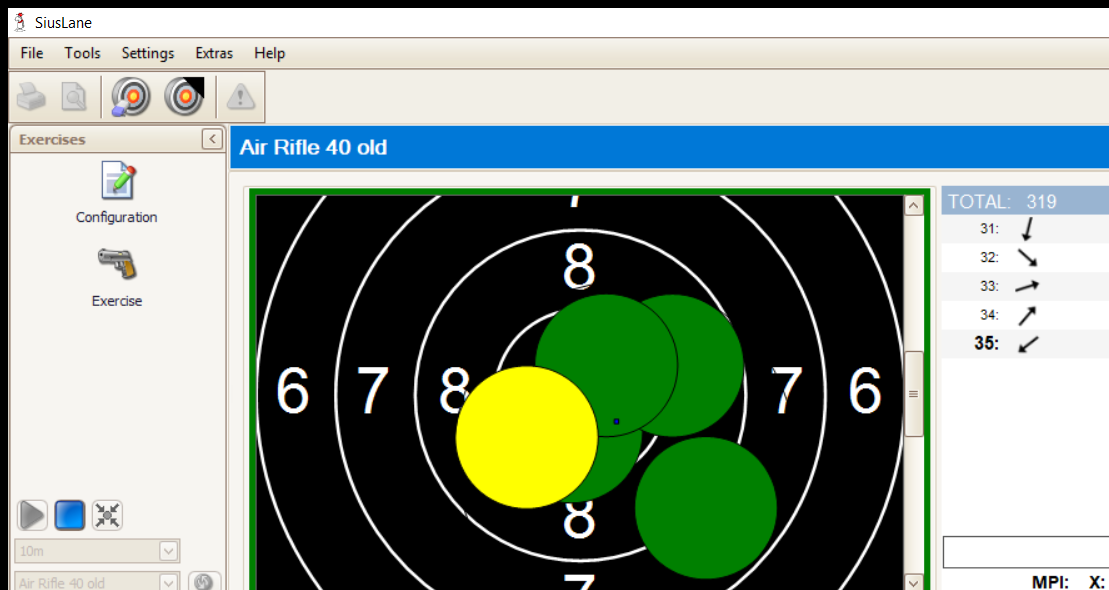 SiusLane
File Tools Settings Extras Help
Exercises
Air Rifle 40 old
Configuration
Exercise
10m
Air Rifle 40 old
8
6 7 8 7 6
8
7
TOTAL: 319
31:
32:
33:
34:
35:
MPI: X: